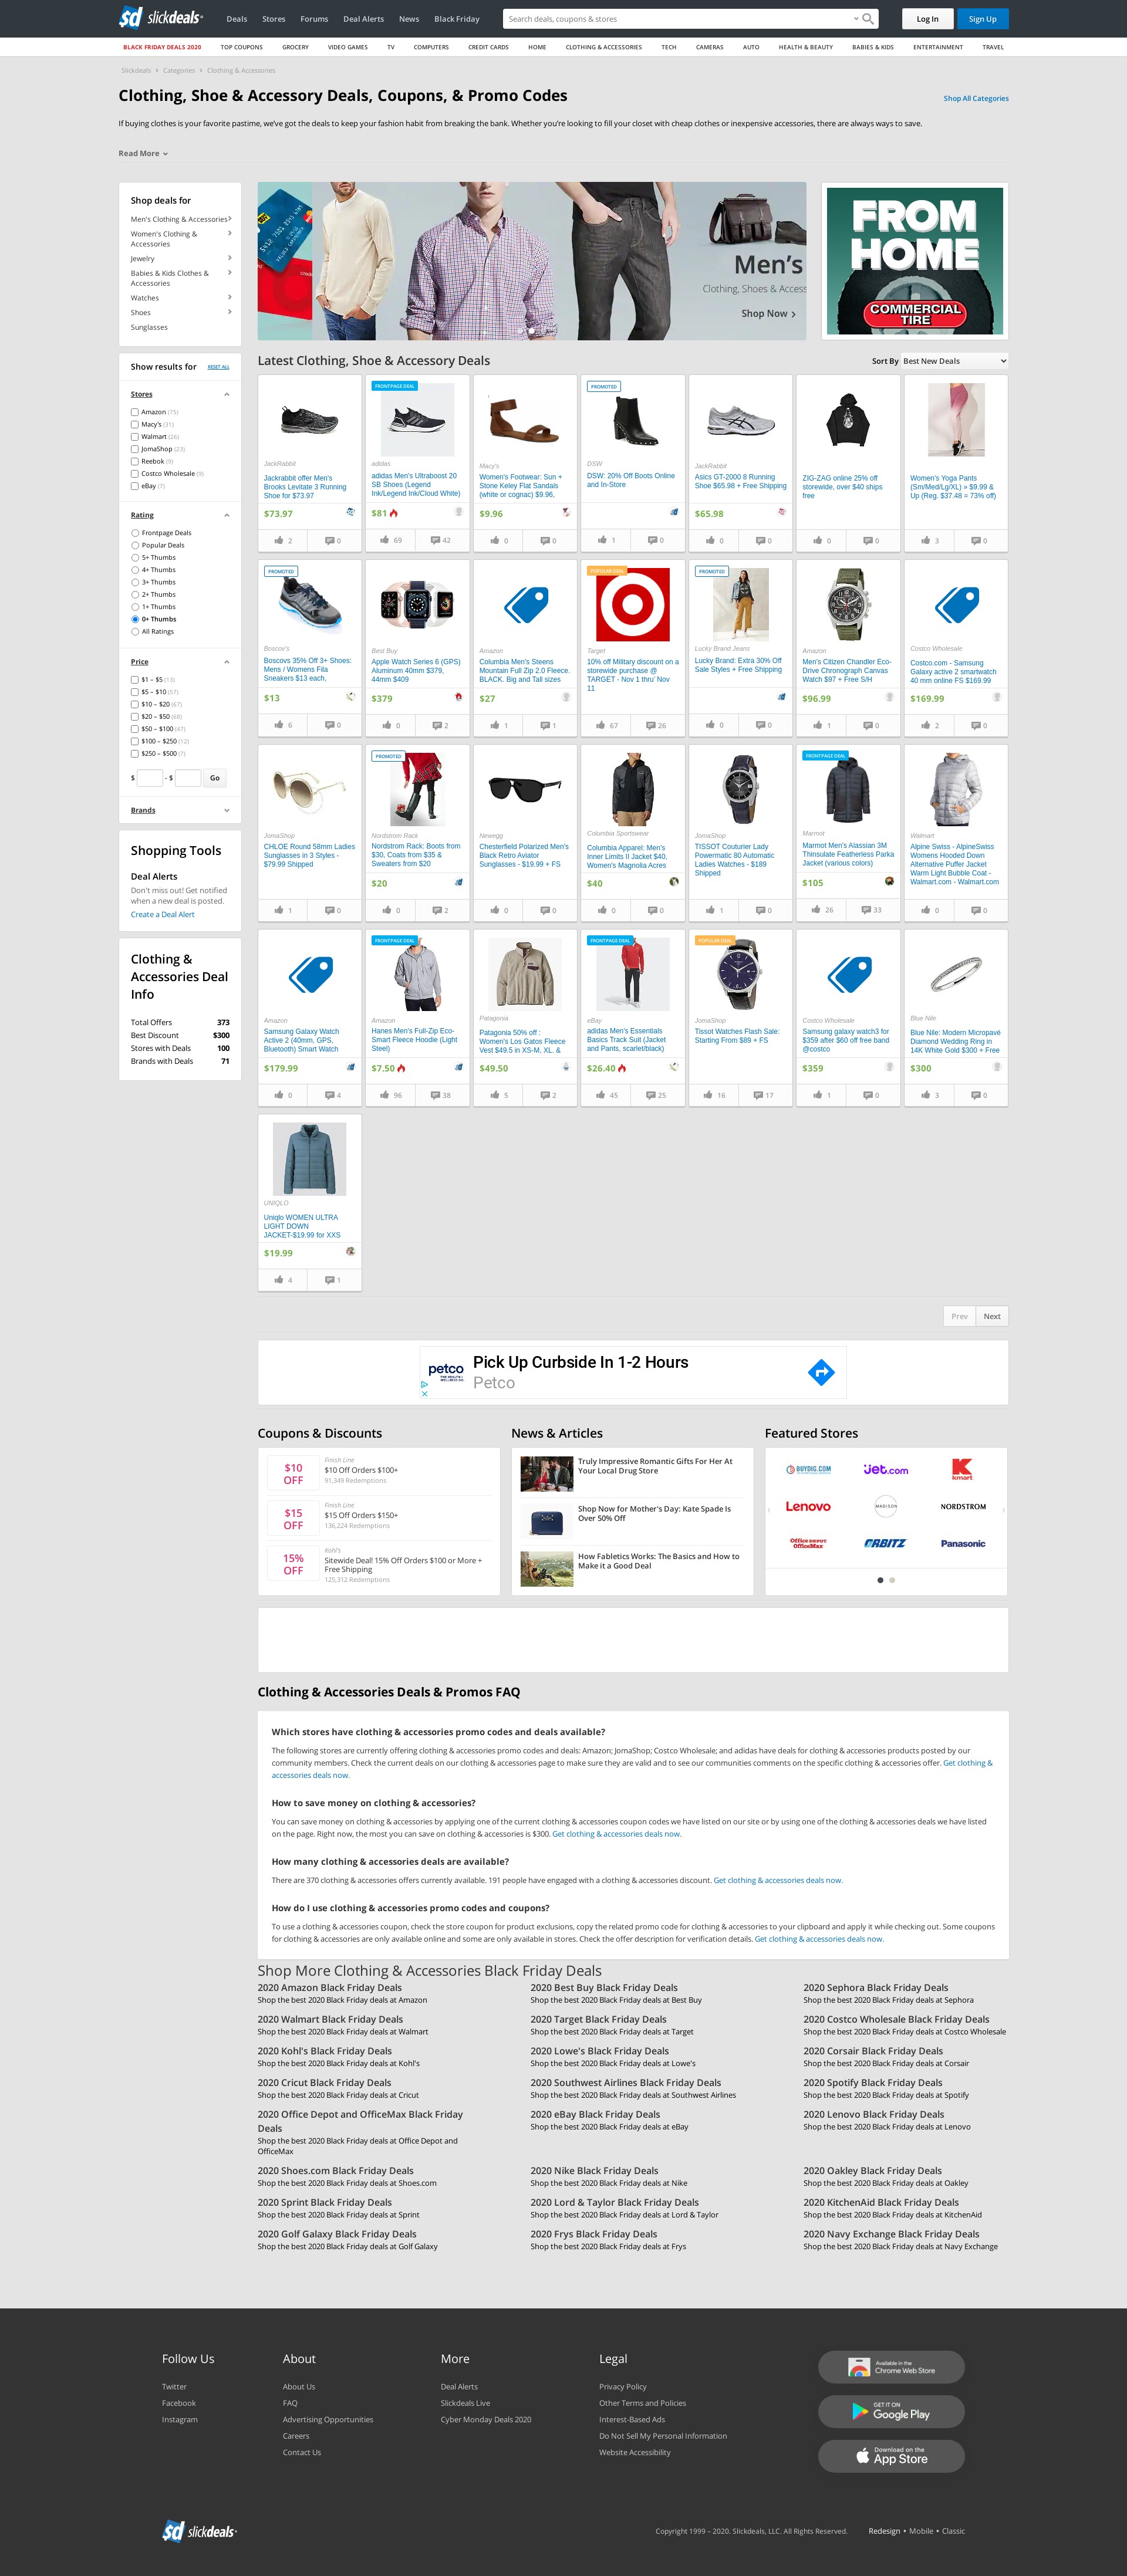 sd slickdeals
Deals
Stores
Forums
Deal Alerts
News
Black Friday
Search deals, coupons & stores
Log In
Sign Up
BLACK FRIDAY DEALS 2020
TOP COUPONS
GROCERY
VIDEO GAMES
TV
COMPUTERS
CREDIT CARDS
HOME
CLOTHING & ACCESSORIES
TECH
CAMERAS
AUTO
HEALTH & BEAUTY
BABIES & KIDS
ENTERTAINMENT
TRAVEL
Slickdeals
Categories
Clothing & Accessories
Clothing, Shoe & Accessory Deals, Coupons, & Promo Codes
Shop All Categories
If buying clothes is your favorite pastime, we've got the deals to keep your fashion habit from breaking the bank. Whether you're looking to fill your closet with cheap clothes or inexpensive accessories, there are always ways to save.
Read More
Shop deals for
Men's Clothing & Accessories
Women's Clothing &
Accessories
Jewelry
Babies & Kids Clothes &
Accessories
Watches
Shoes
Sunglasses
Men's
Clothing, Shoes & Access
Shop Now
FROM
HOME
COMMERCIAL
TIRE
Show results for
RESET ALL
Stores
Amazon (75)
Macy's (31)
Walmart (26)
JomaShop (23)
Reebok (9)
Costco Wholesale (9)
eBay (7)
Rating
Frontpage Deals
Popular Deals
5+ Thumbs
4+ Thumbs
3+ Thumbs
2+ Thumbs
1+ Thumbs
0+ Thumbs
All Ratings
Price
$1 – $5 (13)
$5 – $10 (57)
$10 – $20 (67)
$20 – $50 (68)
$50 – $100 (47)
$100 – $250 (12)
$250 – $500 (7)
$ - $ Go
Brands
Shopping Tools
Deal Alerts
Don't miss out! Get notified
when a new deal is posted.
Create a Deal Alert
Clothing &
Accessories Deal
Info
Total Offers 373
Best Discount $300
Stores with Deals 100
Brands with Deals 71
Latest Clothing, Shoe & Accessory Deals
Sort By Best New Deals
JackRabbit
Jackrabbit offer Men's
Brooks Levitate 3 Running
Shoe for $73.97
$73.97
2 0
FRONTPAGE DEAL
adidas
adidas Men's Ultraboost 20
SB Shoes (Legend
Ink/Legend Ink/Cloud White)
$81
69 42
Macy's
Women's Footwear: Sun +
Stone Keley Flat Sandals
(white or cognac) $9.96,
$9.96
0 0
PROMOTED
DSW
DSW: 20% Off Boots Online
and In-Store
1 0
JackRabbit
Asics GT-2000 8 Running
Shoe $65.98 + Free Shipping
$65.98
0 0
ZIG-ZAG online 25% off
storewide, over $40 ships
free
0 0
Women's Yoga Pants
(Sm/Med/Lg/XL) » $9.99 &
Up (Reg. $37.48 = 73% off)
3 0
PROMOTED
Boscov's
Boscovs 35% Off 3+ Shoes:
Mens / Womens Fila
Sneakers $13 each,
$13
6 0
Best Buy
Apple Watch Series 6 (GPS)
Aluminum 40mm $379,
44mm $409
$379
0 2
Amazon
Columbia Men's Steens
Mountain Full Zip 2.0 Fleece.
BLACK. Big and Tall sizes
$27
1 1
POPULAR DEAL
Target
10% off Military discount on a
storewide purchase @
TARGET - Nov 1 thru' Nov
11
67 26
PROMOTED
Lucky Brand Jeans
Lucky Brand: Extra 30% Off
Sale Styles + Free Shipping
0 0
Amazon
Men's Citizen Chandler Eco-
Drive Chronograph Canvas
Watch $97 + Free S/H
$96.99
1 0
Costco Wholesale
Costco.com - Samsung
Galaxy active 2 smartwatch
40 mm online FS $169.99
$169.99
2 0
JomaShop
CHLOE Round 58mm Ladies
Sunglasses in 3 Styles -
$79.99 Shipped
1 0
PROMOTED
Nordstrom Rack
Nordstrom Rack: Boots from
$30, Coats from $35 &
Sweaters from $20
$20
0 2
Newegg
Chesterfield Polarized Men's
Black Retro Aviator
Sunglasses - $19.99 + FS
0 0
Columbia Sportswear
Columbia Apparel: Men's
Inner Limits II Jacket $40,
Women's Magnolia Acres
$40
0 0
JomaShop
TISSOT Couturier Lady
Powermatic 80 Automatic
Ladies Watches - $189
Shipped
1 0
FRONTPAGE DEAL
Marmot
Marmot Men's Alassian 3M
Thinsulate Featherless Parka
Jacket (various colors)
$105
26 33
Walmart
Alpine Swiss - AlpineSwiss
Womens Hooded Down
Alternative Puffer Jacket
Warm Light Bubble Coat -
Walmart.com - Walmart.com
0 0
Amazon
Samsung Galaxy Watch
Active 2 (40mm, GPS,
Bluetooth) Smart Watch
$179.99
0 4
FRONTPAGE DEAL
Amazon
Hanes Men's Full-Zip Eco-
Smart Fleece Hoodie (Light
Steel)
$7.50
96 38
Patagonia
Patagonia 50% off :
Women's Los Gatos Fleece
Vest $49.5 in XS-M, XL, &
$49.50
5 2
FRONTPAGE DEAL
eBay
adidas Men's Essentials
Basics Track Suit (Jacket
and Pants, scarlet/black)
$26.40
45 25
POPULAR DEAL
JomaShop
Tissot Watches Flash Sale:
Starting From $89 + FS
16 17
Costco Wholesale
Samsung galaxy watch3 for
$359 after $60 off free band
@costco
$359
1 0
Blue Nile
Blue Nile: Modern Micropavé
Diamond Wedding Ring in
14K White Gold $300 + Free
$300
3 0
UNIQLO
Uniqlo WOMEN ULTRA
LIGHT DOWN
JACKET-$19.99 for XXS
$19.99
4 1
Prev
Next
petco
Pick Up Curbside In 1-2 Hours
Petco
Coupons & Discounts
$10
OFF
Finish Line
$10 Off Orders $100+
91,349 Redemptions
$15
OFF
Finish Line
$15 Off Orders $150+
136,224 Redemptions
15%
OFF
Kohl's
Sitewide Deal! 15% Off Orders $100 or More +
Free Shipping
125,312 Redemptions
News & Articles
Truly Impressive Romantic Gifts For Her At
Your Local Drug Store
Shop Now for Mother's Day: Kate Spade Is
Over 50% Off
How Fabletics Works: The Basics and How to
Make it a Good Deal
Featured Stores
BUYDIG.COM
Jet.com
kmart
Lenovo
MADISON
NORDSTROM
Office DEPOT
OfficeMax
ORBITZ
Panasonic
Clothing & Accessories Deals & Promos FAQ
Which stores have clothing & accessories promo codes and deals available?
The following stores are currently offering clothing & accessories promo codes and deals: Amazon; JomaShop; Costco Wholesale; and adidas have deals for clothing & accessories products posted by our
community members. Check the current deals on our clothing & accessories page to make sure they are valid and to see our communities comments on the specific clothing & accessories offer. Get clothing &
accessories deals now.
How to save money on clothing & accessories?
You can save money on clothing & accessories by applying one of the current clothing & accessories coupon codes we have listed on our site or by using one of the clothing & accessories deals we have listed
on the page. Right now, the most you can save on clothing & accessories is $300. Get clothing & accessories deals now.
How many clothing & accessories deals are available?
There are 370 clothing & accessories offers currently available. 191 people have engaged with a clothing & accessories discount. Get clothing & accessories deals now.
How do I use clothing & accessories promo codes and coupons?
To use a clothing & accessories coupon, check the store coupon for product exclusions, copy the related promo code for clothing & accessories to your clipboard and apply it while checking out. Some coupons
for clothing & accessories are only available online and some are only available in stores. Check the offer description for verification details. Get clothing & accessories deals now.
Shop More Clothing & Accessories Black Friday Deals
2020 Amazon Black Friday Deals
Shop the best 2020 Black Friday deals at Amazon
2020 Best Buy Black Friday Deals
Shop the best 2020 Black Friday deals at Best Buy
2020 Sephora Black Friday Deals
Shop the best 2020 Black Friday deals at Sephora
2020 Walmart Black Friday Deals
Shop the best 2020 Black Friday deals at Walmart
2020 Target Black Friday Deals
Shop the best 2020 Black Friday deals at Target
2020 Costco Wholesale Black Friday Deals
Shop the best 2020 Black Friday deals at Costco Wholesale
2020 Kohl's Black Friday Deals
Shop the best 2020 Black Friday deals at Kohl's
2020 Lowe's Black Friday Deals
Shop the best 2020 Black Friday deals at Lowe's
2020 Corsair Black Friday Deals
Shop the best 2020 Black Friday deals at Corsair
2020 Cricut Black Friday Deals
Shop the best 2020 Black Friday deals at Cricut
2020 Southwest Airlines Black Friday Deals
Shop the best 2020 Black Friday deals at Southwest Airlines
2020 Spotify Black Friday Deals
Shop the best 2020 Black Friday deals at Spotify
2020 Office Depot and OfficeMax Black Friday
Deals
Shop the best 2020 Black Friday deals at Office Depot and
OfficeMax
2020 eBay Black Friday Deals
Shop the best 2020 Black Friday deals at eBay
2020 Lenovo Black Friday Deals
Shop the best 2020 Black Friday deals at Lenovo
2020 Shoes.com Black Friday Deals
Shop the best 2020 Black Friday deals at Shoes.com
2020 Nike Black Friday Deals
Shop the best 2020 Black Friday deals at Nike
2020 Oakley Black Friday Deals
Shop the best 2020 Black Friday deals at Oakley
2020 Sprint Black Friday Deals
Shop the best 2020 Black Friday deals at Sprint
2020 Lord & Taylor Black Friday Deals
Shop the best 2020 Black Friday deals at Lord & Taylor
2020 KitchenAid Black Friday Deals
Shop the best 2020 Black Friday deals at KitchenAid
2020 Golf Galaxy Black Friday Deals
Shop the best 2020 Black Friday deals at Golf Galaxy
2020 Frys Black Friday Deals
Shop the best 2020 Black Friday deals at Frys
2020 Navy Exchange Black Friday Deals
Shop the best 2020 Black Friday deals at Navy Exchange
Follow Us
Twitter
Facebook
Instagram
About
About Us
FAQ
Advertising Opportunities
Careers
Contact Us
More
Deal Alerts
Slickdeals Live
Cyber Monday Deals 2020
Legal
Privacy Policy
Other Terms and Policies
Interest-Based Ads
Do Not Sell My Personal Information
Website Accessibility
Available in the
Chrome Web Store
GET IT ON
Google Play
Download on the
App Store
sd slickdeals
Copyright 1999 – 2020. Slickdeals, LLC. All Rights Reserved.
Redesign • Mobile • Classic